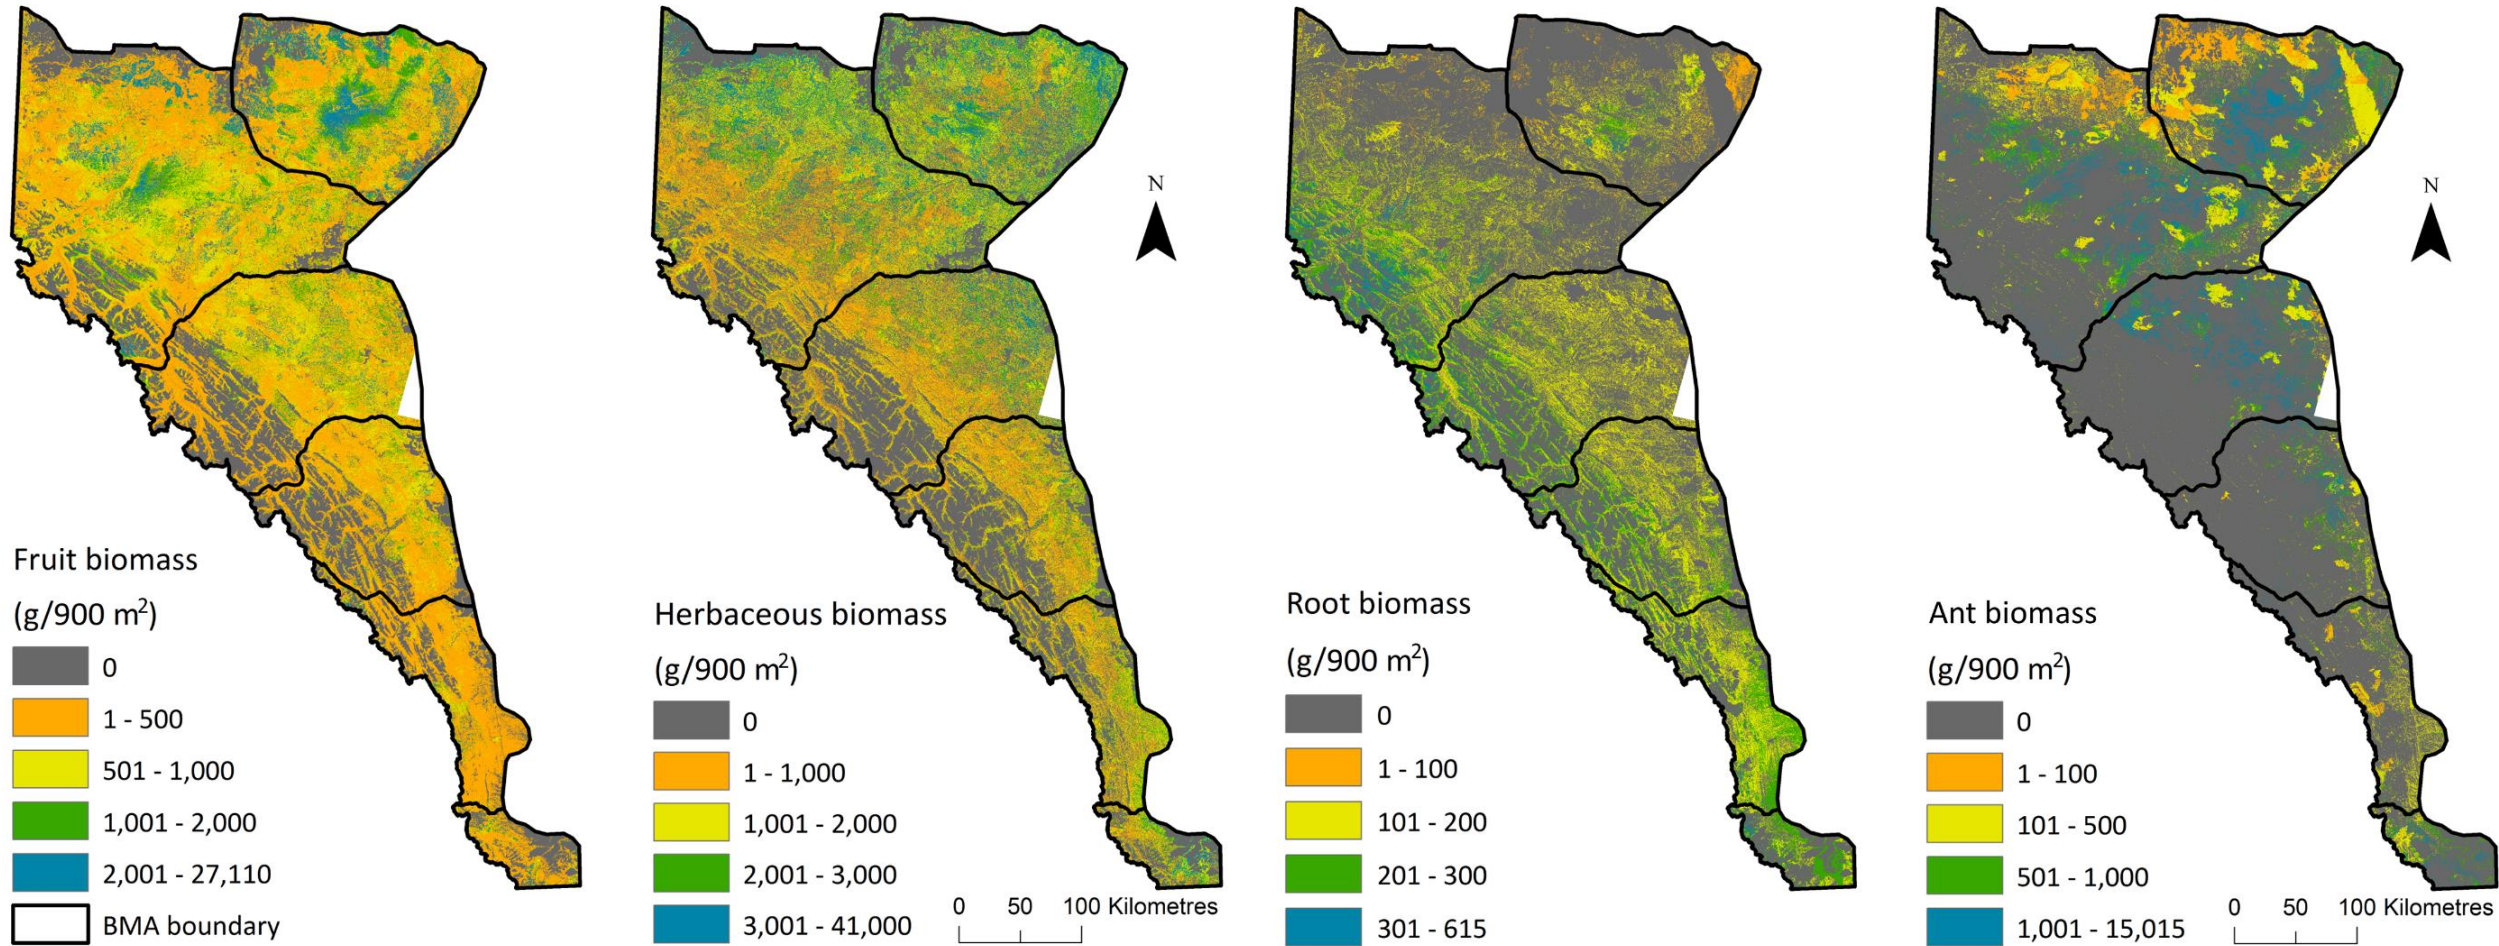 N
N
Fruit biomass
(g/900 m²)
0
1 - 500
501 - 1,000
1,001 - 2,000
2,001 - 27,110
BMA boundary
Herbaceous biomass
(g/900 m²)
0
1 - 1,000
1,001 - 2,000
2,001 - 3,000
3,001 - 41,000
0 50 100 Kilometres
Root biomass
(g/900 m²)
0
1 - 100
101 - 200
201 - 300
301 - 615
Ant biomass
(g/900 m²)
0
1 - 100
101 - 500
501 - 1,000
1,001 - 15,015
0 50 100 Kilometres